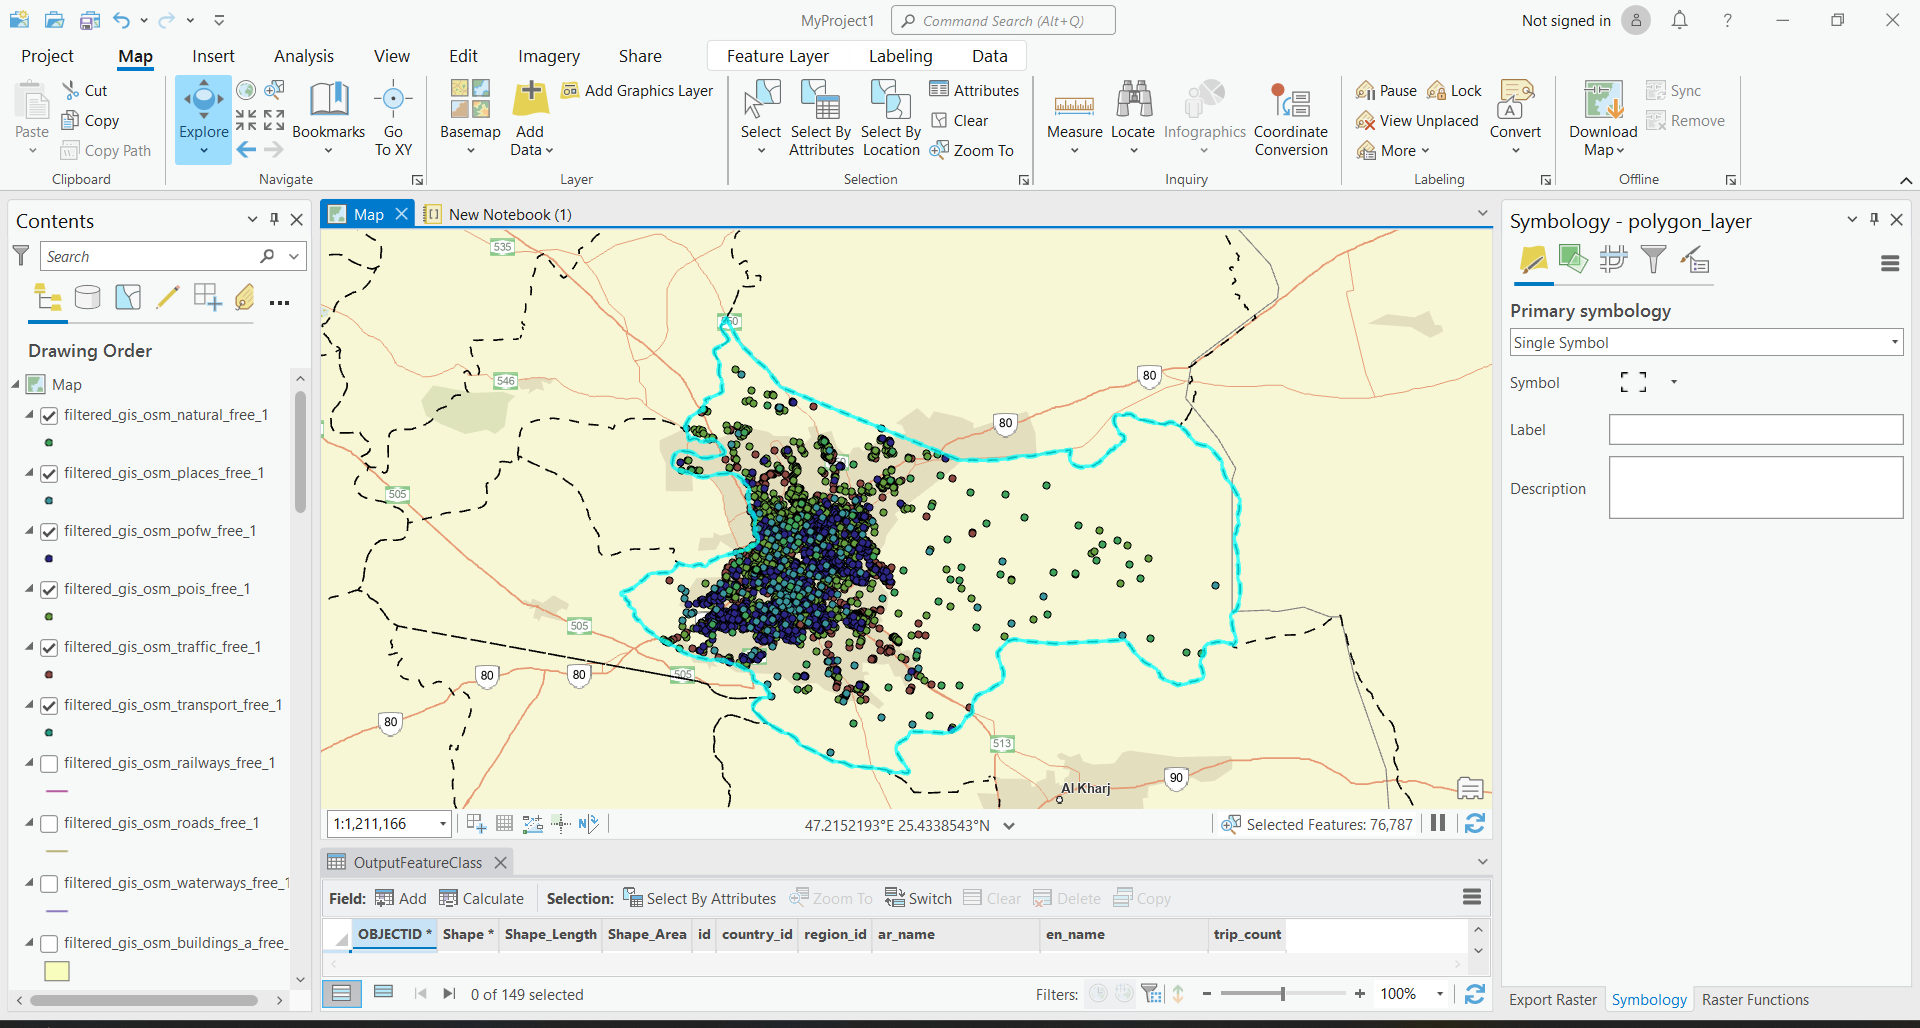 MyProject1
Command Search (Alt+Q)
Not signed in
?
Project
Map
Insert
Analysis
View
Edit
Imagery
Share
Feature Layer
Labeling
Data
Paste
Cut
Copy
Copy Path
Clipboard
Explore
Bookmarks
Go
To XY
Navigate
Basemap
Add
Data
Add Graphics Layer
Layer
Select
Select By
Attributes
Select By
Location
Attributes
Clear
Zoom To
Selection
Measure
Locate
Infographics
Coordinate
Conversion
Inquiry
Pause
Lock
View Unplaced
More
Convert
Labeling
Download
Map
Sync
Remove
Offline
Contents
Search
Drawing Order
Map
filtered_gis_osm_natural_free_1
filtered_gis_osm_places_free_1
filtered_gis_osm_pofw_free_1
filtered_gis_osm_pois_free_1
filtered_gis_osm_traffic_free_1
filtered_gis_osm_transport_free_1
filtered_gis_osm_railways_free_1
filtered_gis_osm_roads_free_1
filtered_gis_osm_waterways_free_1
filtered_gis_osm_buildings_a_free_
Map
New Notebook (1)
535
550
546
80
80
505
505
505
80
80
80
513
90
Al Kharj
1:1,211,166
47.2152193°E 25.4338543°N
Selected Features: 76,787
OutputFeatureClass
Field:
Add
Calculate
Selection:
Select By Attributes
Zoom To
Switch
Clear
Delete
Copy
OBJECTID *
Shape *
Shape_Length
Shape_Area
id
country_id
region_id
ar_name
en_name
trip_count
0 of 149 selected
Filters:
100%
Symbology - polygon_layer
Primary symbology
Single Symbol
Symbol
Label
Description
Export Raster
Symbology
Raster Functions